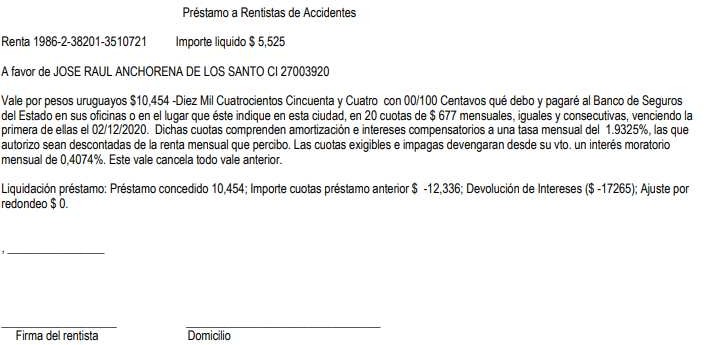 Préstamo a Rentistas de Accidentes
Renta 1986-2-38201-3510721 Importe liquido $ 5,525
A favor de JOSE RAUL ANCHORENA DE LOS SANTO CI 27003920
Vale por pesos uruguayos $10,454 -Diez Mil Cuatrocientos Cincuenta y Cuatro con 00/100 Centavos qué debo y pagaré al Banco de Seguros
del Estado en sus oficinas o en el lugar que éste indique en esta ciudad, en 20 cuotas de $ 677 mensuales, iguales y consecutivas, venciendo la
primera de ellas el 02/12/2020. Dichas cuotas comprenden amortización e intereses compensatorios a una tasa mensual del 1.9325%, las que
autorizo sean descontadas de la renta mensual que percibo. Las cuotas exigibles e impagas devengaran desde su vto. un interés moratorio
mensual de 0,4074%. Este vale cancela todo vale anterior.
Liquidación préstamo: Préstamo concedido 10,454; Importe cuotas préstamo anterior $ -12,336; Devolución de Intereses ($ -17265); Ajuste por
redondeo $ 0.
, ________________
Firma del rentista Domicilio